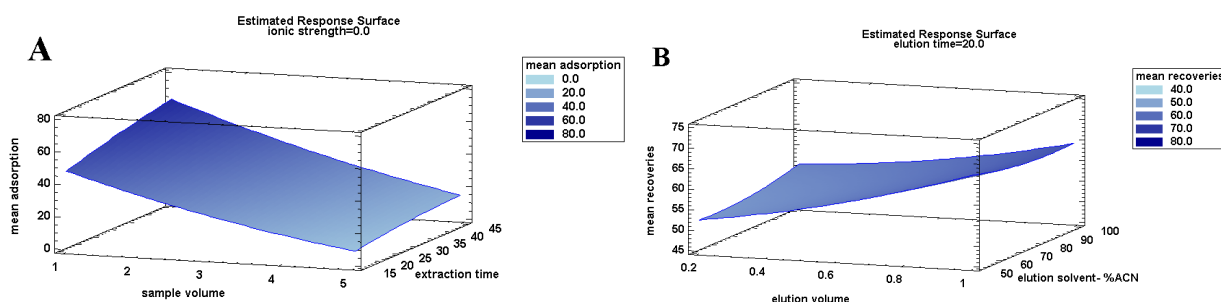 A
Estimated Response Surface
ionic strength=0.0
mean adsorption
0.0
20.0
40.0
60.0
80.0
mean adsorption
80
60
40
20
0
1 2 3 4 5
sample volume
15 20 25 30 35 40 45
extraction time
B
Estimated Response Surface
elution time=20.0
mean recoveries
40.0
50.0
60.0
70.0
80.0
mean recoveries
75
70
65
60
55
50
45
0.2 0.4 0.6 0.8 1
elution volume
50 60 70 80 90 100
elution solvent- %ACN